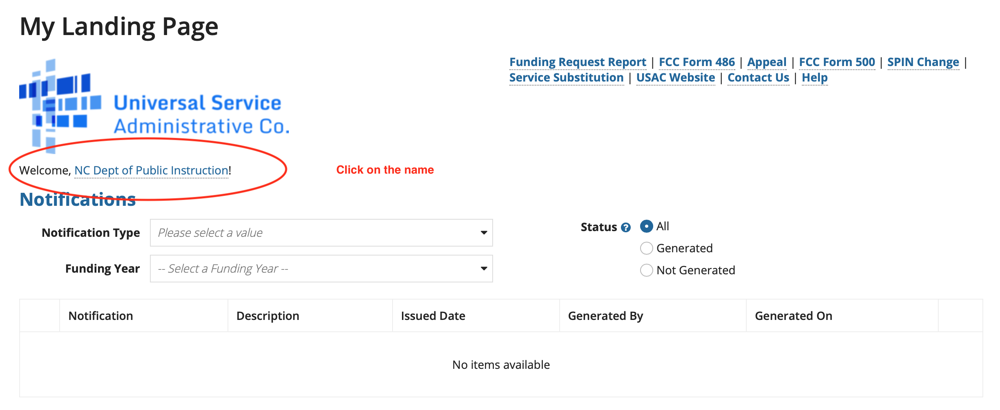 My Landing Page
Funding Request Report | FCC Form 486 | Appeal | FCC Form 500 | SPIN Change |
Service Substitution | USAC Website | Contact Us | Help
Universal Service
Administrative Co.
Welcome, NC Dept of Public Instruction!
Click on the name
Notifications
Notification Type
Please select a value
Status ?
All
Generated
Not Generated
Funding Year
-- Select a Funding Year --
Notification
Description
Issued Date
Generated By
Generated On
No items available